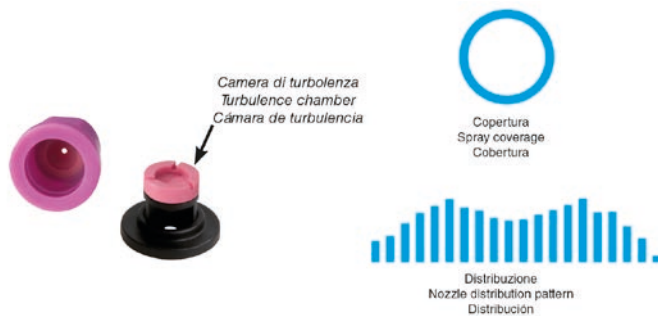 Camera di turbolenza
Turbulence chamber
Cámara de turbulencia
Copertura
Spray coverage
Cobertura
Distribuzione
Nozzle distribution pattern
Distribución